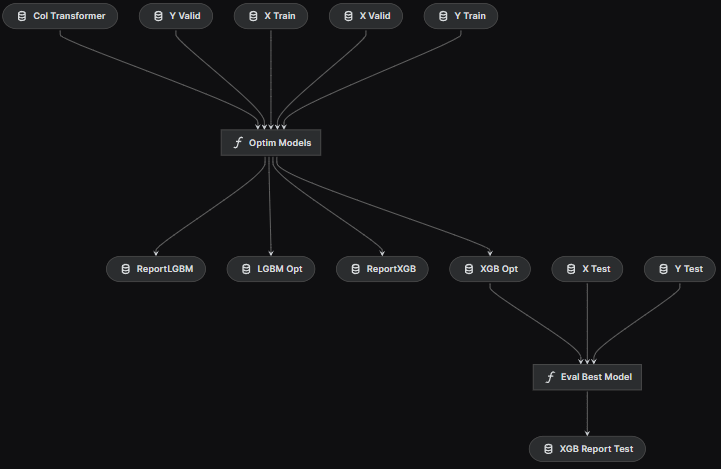 Col Transformer
Y Valid
X Train
X Valid
Y Train
Optim Models
ReportLGBM
LGBM Opt
ReportXGB
XGB Opt
X Test
Y Test
Eval Best Model
XGB Report Test